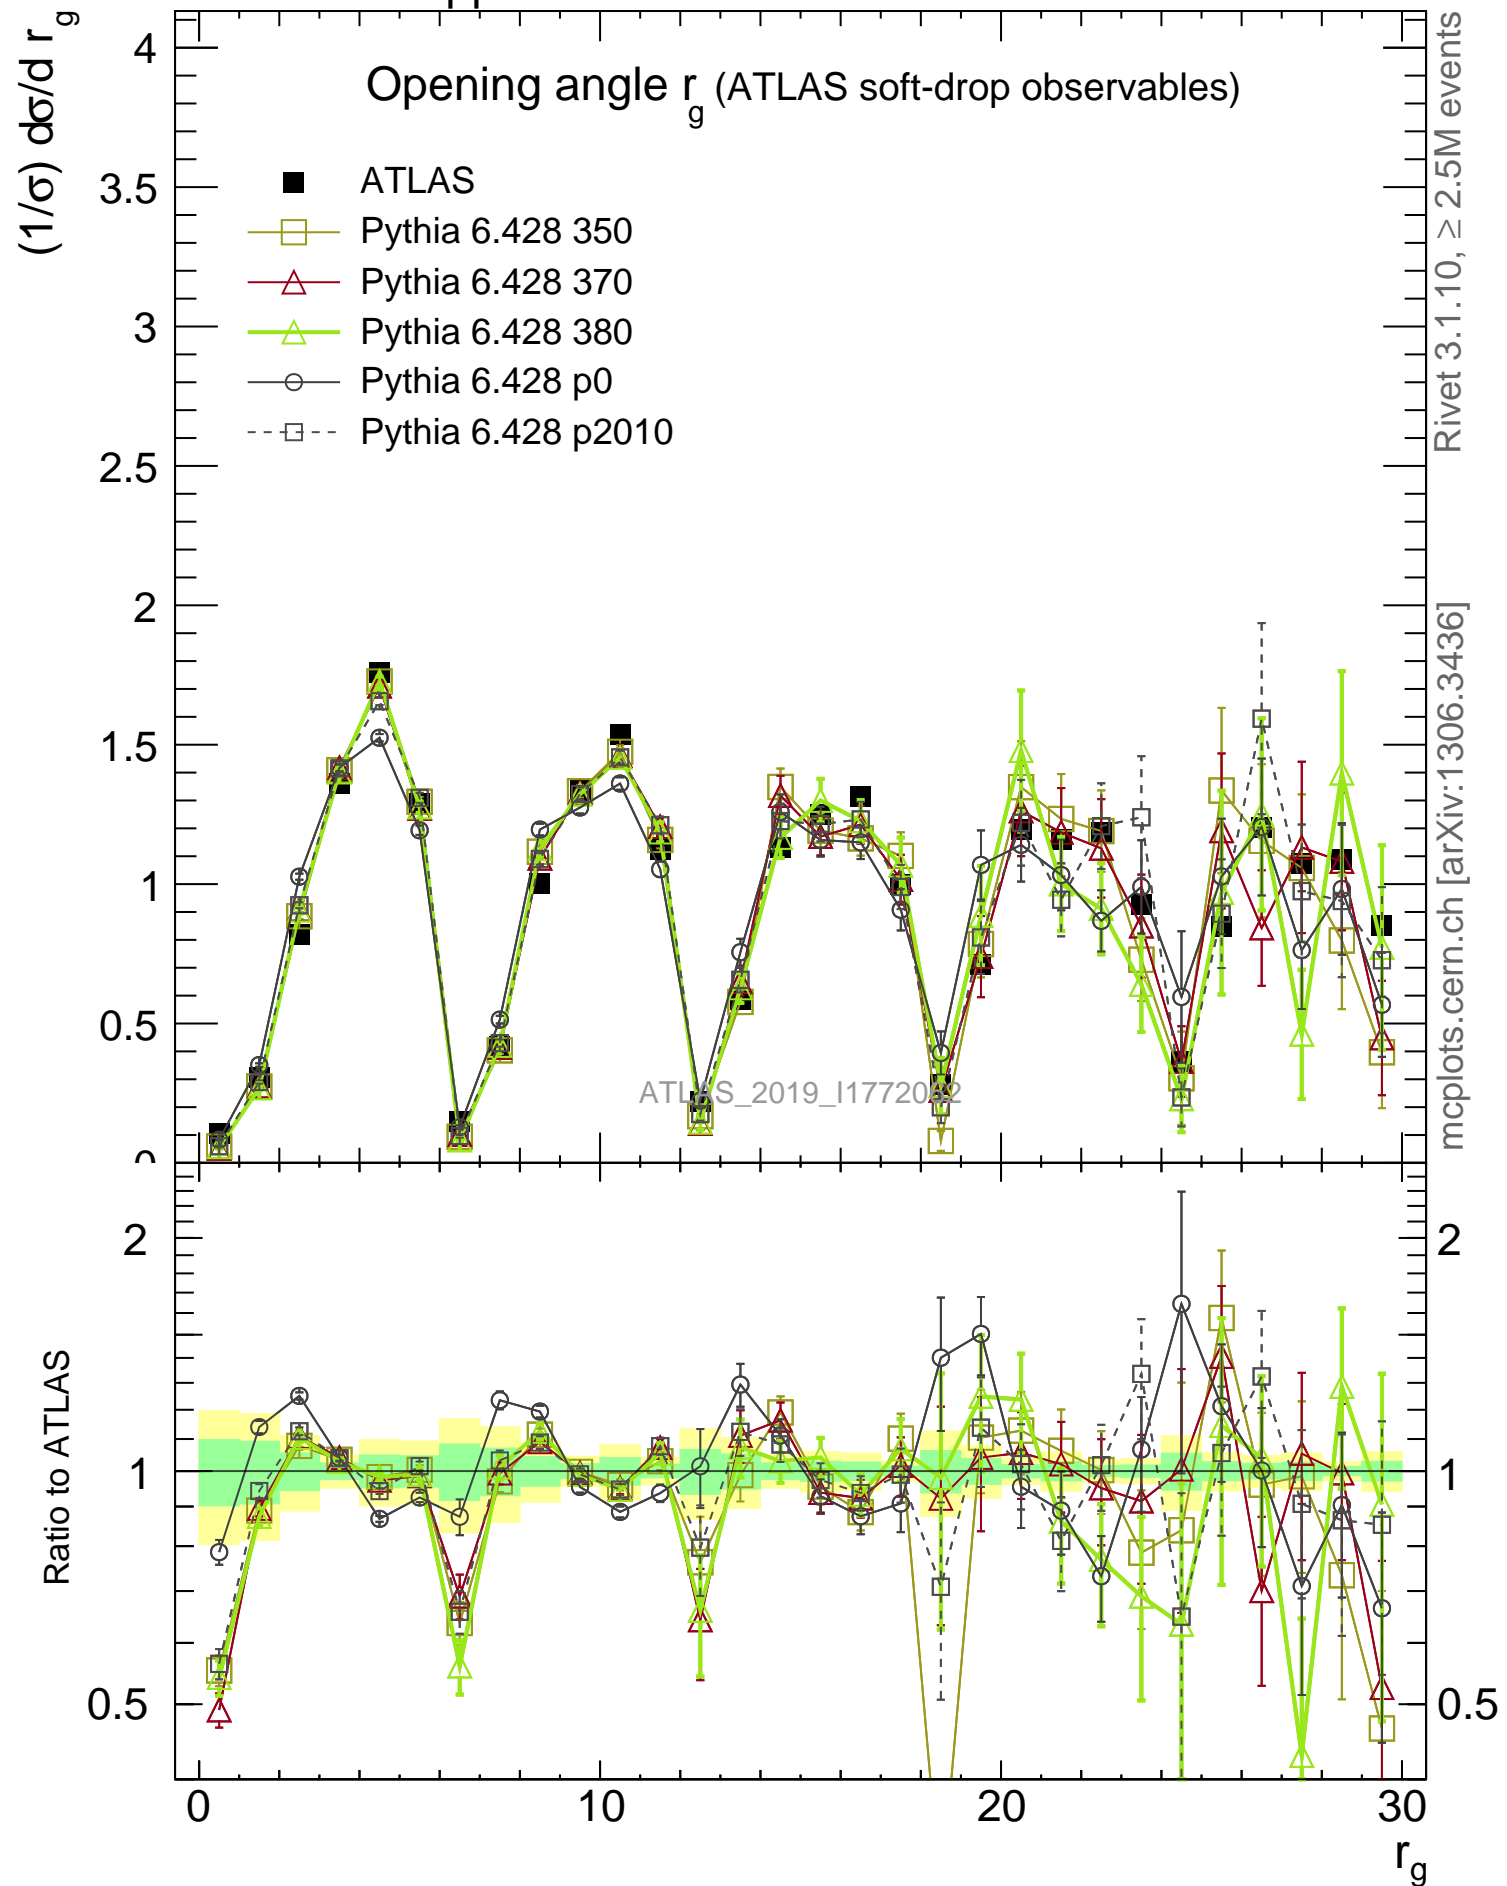 pp
(1/σ) dσ/d r_g
Opening angle r_g (ATLAS soft-drop observables)
ATLAS
Pythia 6.428 350
Pythia 6.428 370
Pythia 6.428 380
Pythia 6.428 p0
Pythia 6.428 p2010
4
3.5
3
2.5
2
1.5
1
0.5
0
ATLAS_2019_I1772062
Rivet 3.1.10, ≥ 2.5M events
mcplots.cern.ch [arXiv:1306.3436]
Ratio to ATLAS
2
1
0.5
2
1
0.5
0 10 20 30
r_g